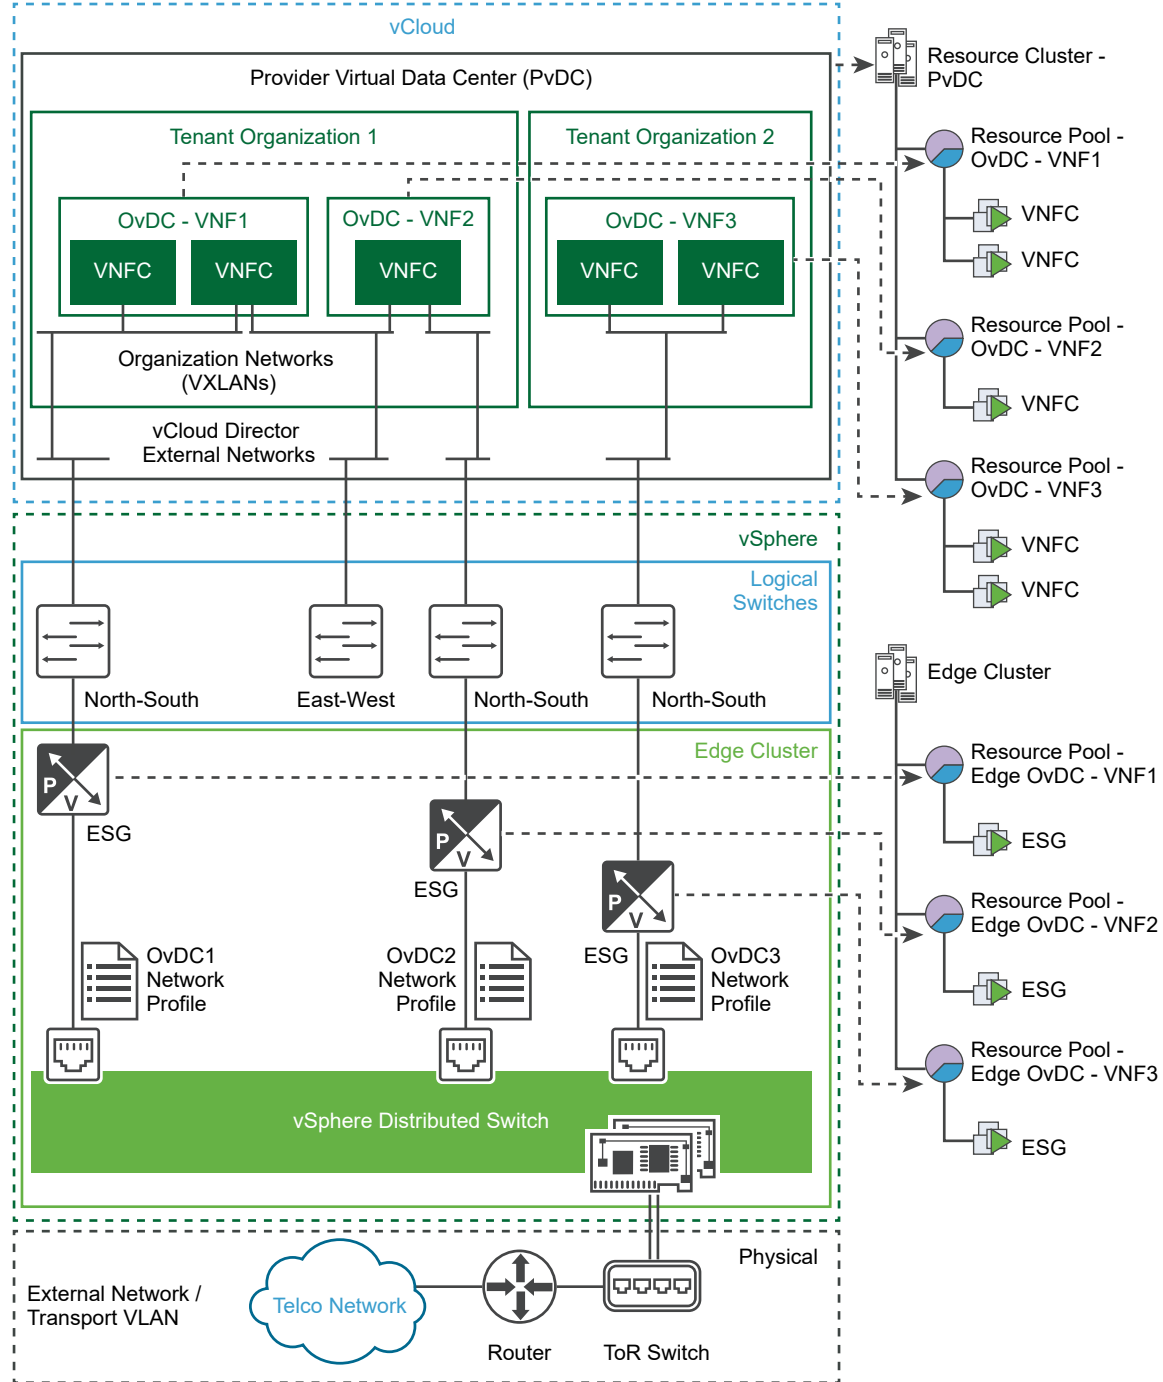 vCloud
Provider Virtual Data Center (PvDC)
Tenant Organization 1
Tenant Organization 2
OvDC - VNF1
OvDC - VNF2
OvDC - VNF3
VNFC
VNFC
VNFC
VNFC
VNFC
Organization Networks
(VXLANs)
vCloud Director
External Networks
vSphere
Logical
Switches
North-South
East-West
North-South
North-South
Edge Cluster
P
V
ESG
P
V
ESG
P
V
ESG
OvDC1
Network
Profile
OvDC2
Network
Profile
OvDC3
Network
Profile
vSphere Distributed Switch
Physical
External Network /
Transport VLAN
Telco Network
Router
ToR Switch
Resource Cluster -
PvDC
Resource Pool -
OvDC - VNF1
VNFC
VNFC
Resource Pool -
OvDC - VNF2
VNFC
Resource Pool -
OvDC - VNF3
VNFC
VNFC
Edge Cluster
Resource Pool -
Edge OvDC - VNF1
ESG
Resource Pool -
Edge OvDC - VNF2
ESG
Resource Pool -
Edge OvDC - VNF3
ESG